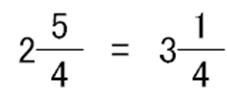 2 5/4 = 3 1/4